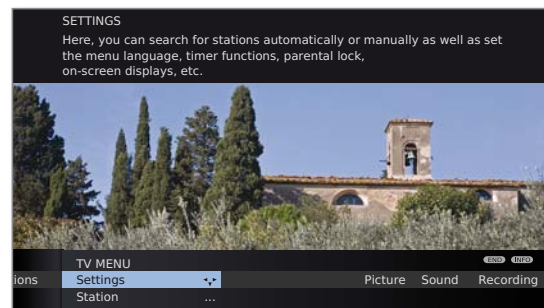 SETTINGS
Here, you can search for stations automatically or manually as well as set
the menu language, timer functions, parental lock,
on-screen displays, etc.
TV MENU
END INFO
ions Settings Picture Sound Recording
Station ...